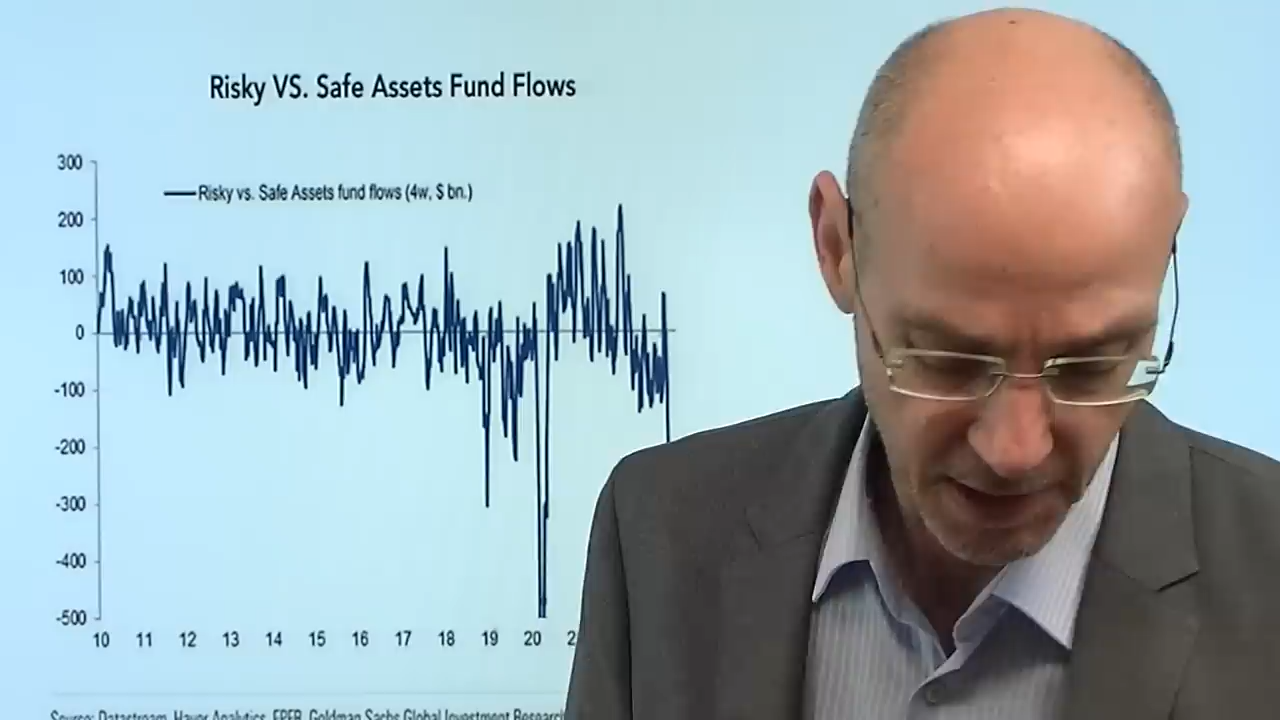 Risky VS. Safe Assets Fund Flows
300
Risky vs. Safe Assets fund flows (4w, $ bn.)
200
100
0
-100
-200
-300
-400
-500
10 11 12 13 14 15 16 17 18 19 20 2
Source: Datastream, Haver Analytics, EPFR, Goldman Sachs Global Investment Research